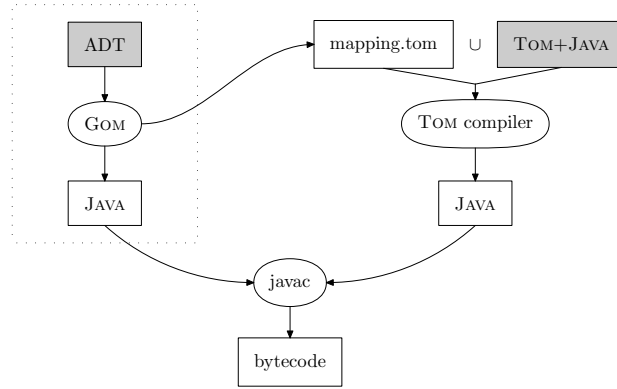 ADT
mapping.tom ∪ TOM+JAVA
GOM
TOM compiler
JAVA
JAVA
javac
bytecode